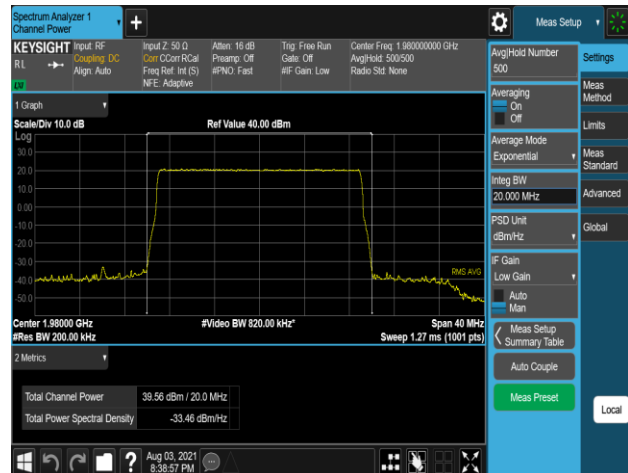 Spectrum Analyzer 1
Channel Power
Meas Setup
KEYSIGHT
RL
Input: RF
Coupling: DC
Align: Auto
Input Z: 50 Ω
Corr CCorr RCal
Freq Ref: Int (S)
NFE: Adaptive
Atten: 16 dB
Preamp: Off
#PNO: Fast
Trig: Free Run
Gate: Off
#IF Gain: Low
Center Freq: 1.980000000 GHz
Avg|Hold: 500/500
Radio Std: None
1 Graph
Scale/Div 10.0 dB
Ref Value 40.00 dBm
Log
30.0
20.0
10.0
0.00
-10.0
-20.0
-30.0
-40.0
-50.0
RMS AVG
Center 1.98000 GHz
#Video BW 820.00 kHz*
Span 40 MHz
#Res BW 200.00 kHz
Sweep 1.27 ms (1001 pts)
2 Metrics
Total Channel Power 39.56 dBm / 20.0 MHz
Total Power Spectral Density -33.46 dBm/Hz
Aug 03, 2021
8:38:57 PM
Avg|Hold Number
500
Averaging
On
Off
Average Mode
Exponential
Integ BW
20.000 MHz
PSD Unit
dBm/Hz
IF Gain
Low Gain
Auto
Man
Meas Setup
Summary Table
Auto Couple
Meas Preset
Settings
Meas
Method
Limits
Meas
Standard
Advanced
Global
Local